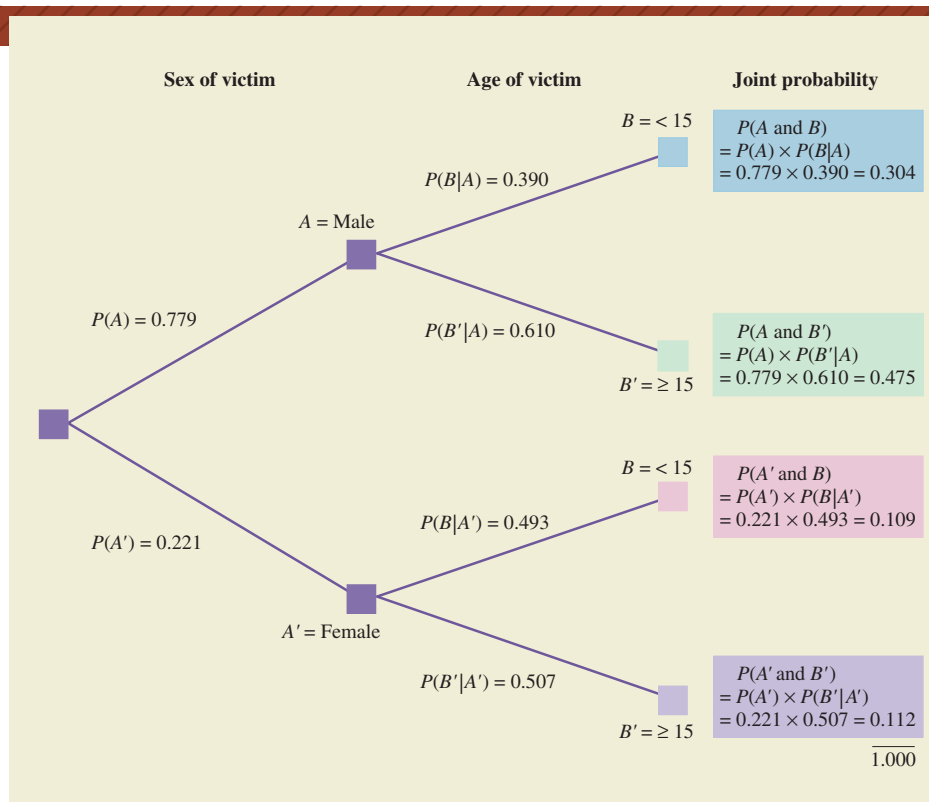 Sex of victim Age of victim Joint probability
B = < 15
P(A and B)
= P(A) × P(B|A)
= 0.779 × 0.390 = 0.304
P(B|A) = 0.390
A = Male
P(A) = 0.779
P(B'|A) = 0.610
P(A and B')
= P(A) × P(B'|A)
= 0.779 × 0.610 = 0.475
B' = ≥ 15
B = < 15
P(A' and B)
= P(A') × P(B|A')
= 0.221 × 0.493 = 0.109
P(B|A') = 0.493
P(A') = 0.221
A' = Female
P(B'|A') = 0.507
P(A' and B')
= P(A') × P(B'|A')
= 0.221 × 0.507 = 0.112
B' = ≥ 15
1.000